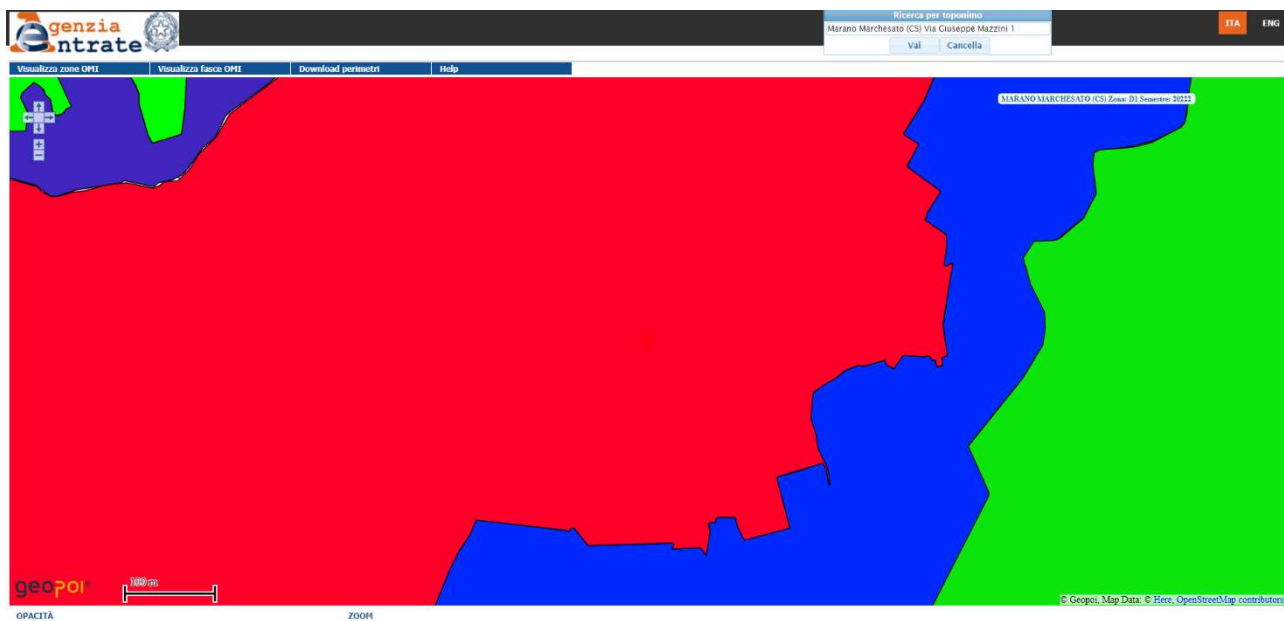 Agenzia
Entrate
Ricerca per toponimo
Marano Marchesato (CS) Via Giuseppe Mazzini 1
Vai Cancella
ITA ENG
Visualizza zone OMI Visualizza fasce OMI Download perimetri Help
MARANO MARCHESATO (CS) Zona: D1 Semestre: 20222
geopoi
100 m
© Geopoi, Map Data: © Here, OpenStreetMap contributors
OPACITÀ ZOOM